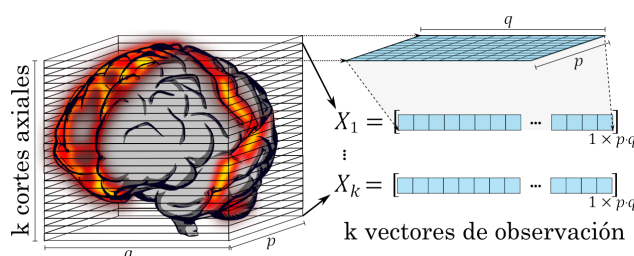 q
p
k cortes axiales
X₁ = [ ... ] 1 × p·q
⋮
Xₖ = [ ... ] 1 × p·q
q
p
k vectores de observación